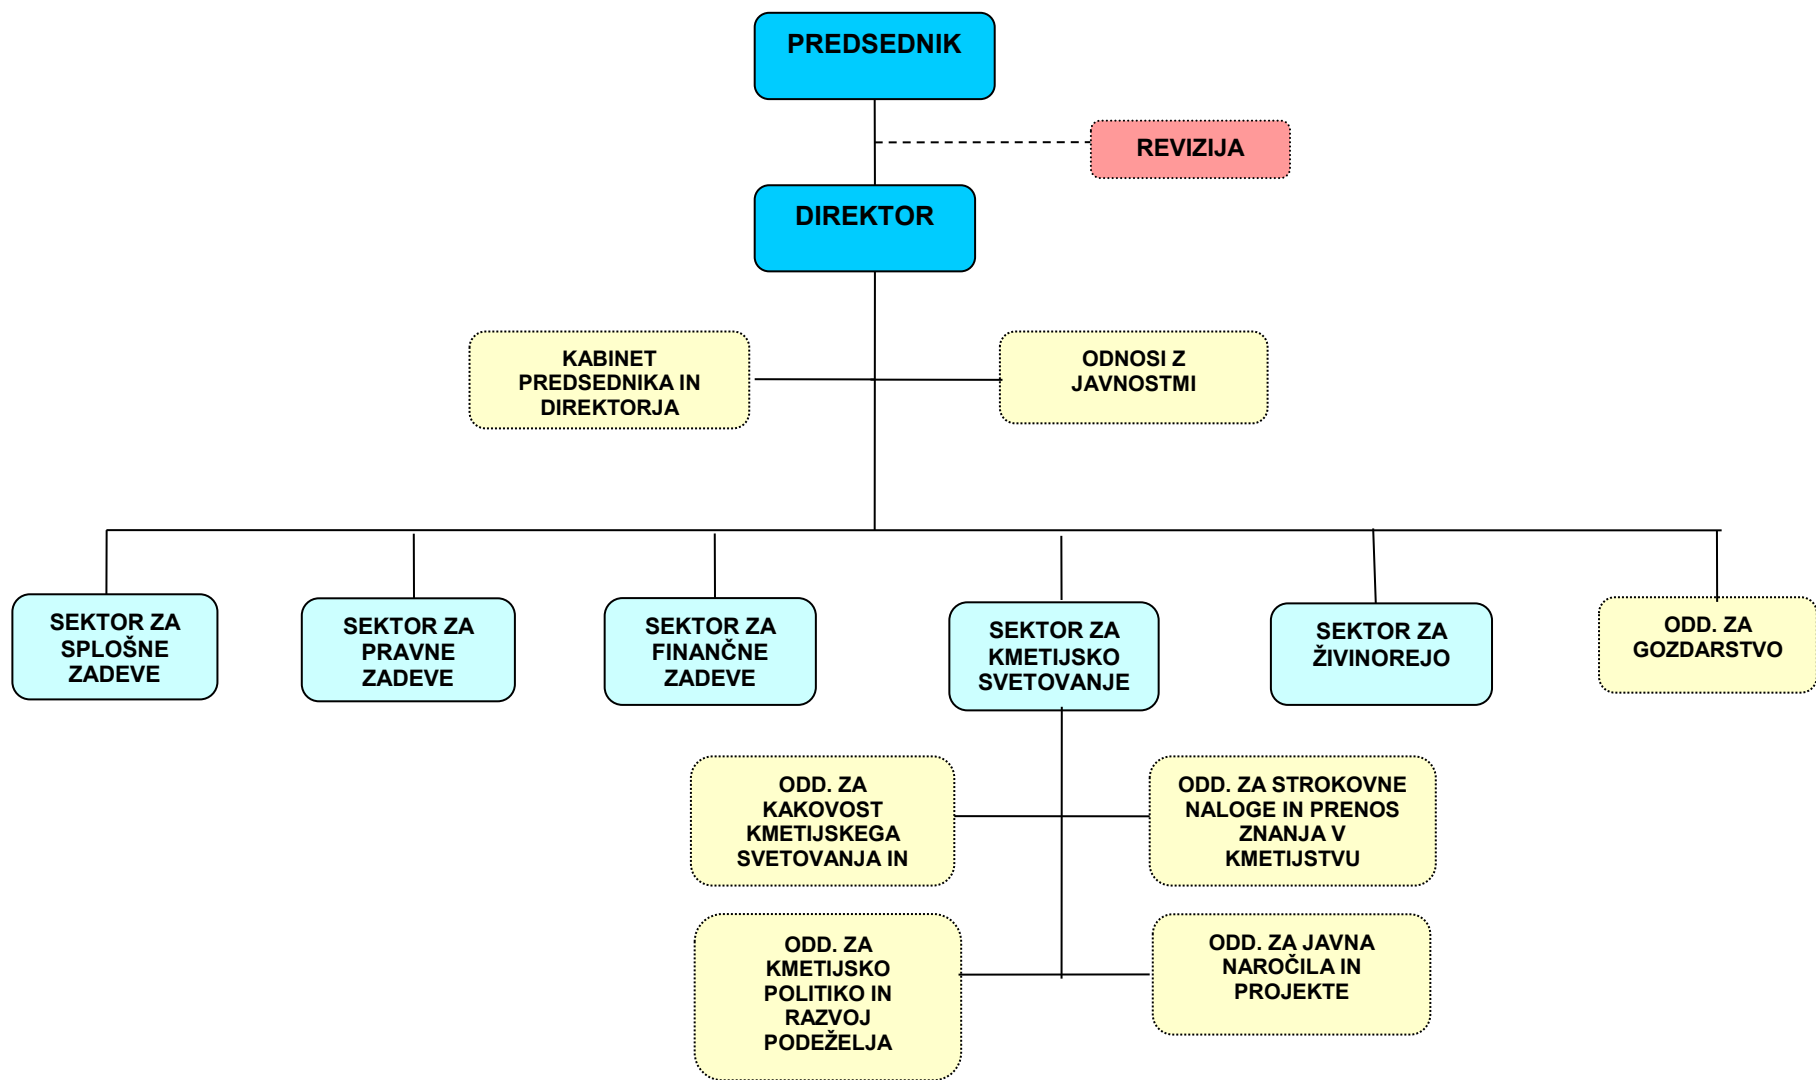 PREDSEDNIK
REVIZIJA
DIREKTOR
KABINET
PREDSEDNIKA IN
DIREKTORJA
ODNOSI Z
JAVNOSTMI
SEKTOR ZA
SPLOŠNE
ZADEVE
SEKTOR ZA
PRAVNE
ZADEVE
SEKTOR ZA
FINANČNE
ZADEVE
SEKTOR ZA
KMETIJSKO
SVETOVANJE
SEKTOR ZA
ŽIVINOREJO
ODD. ZA
GOZDARSTVO
ODD. ZA
KAKOVOST
KMETIJSKEGA
SVETOVANJA IN
ODD. ZA STROKOVNE
NALOGE IN PRENOS
ZNANJA V
KMETIJSTVU
ODD. ZA
KMETIJSKO
POLITIKO IN
RAZVOJ
PODEŽELJA
ODD. ZA JAVNA
NAROČILA IN
PROJEKTE